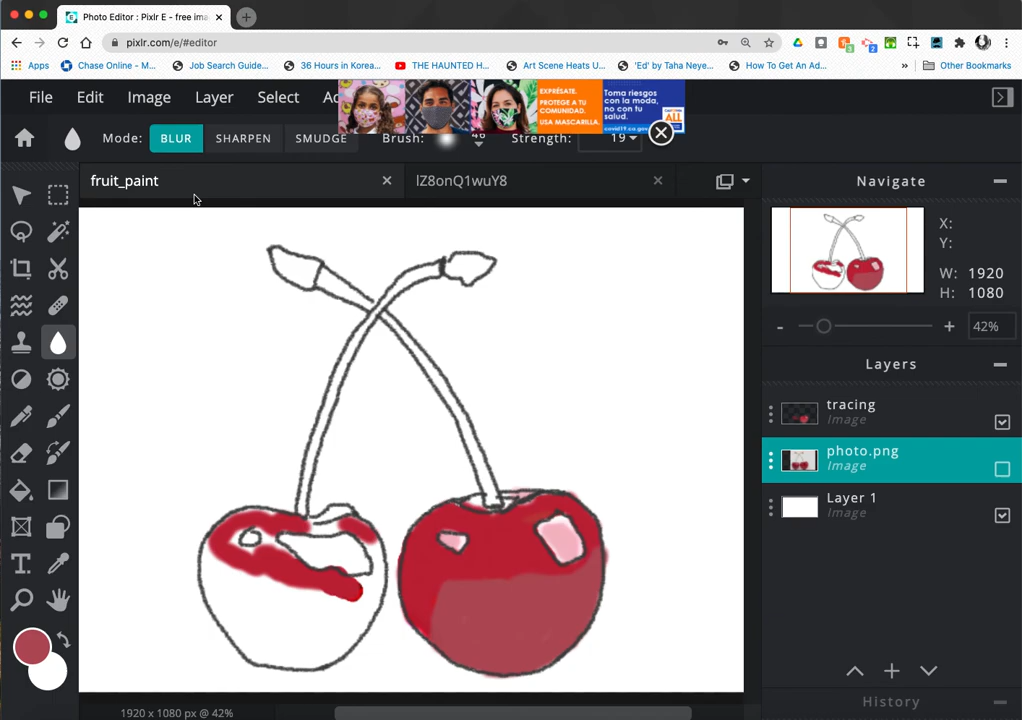 Photo Editor : Pixlr E - free ima
pixlr.com/e/#editor
Apps Chase Online - M... Job Search Guide... 36 Hours in Korea... THE HAUNTED H... Art Scene Heats U... 'Ed' by Taha Neye... How To Get An Ad... » Other Bookmarks
File Edit Image Layer Select
EXPRÉSATE. PROTEGE A TU COMUNIDAD. USA MASCARILLA.
Toma riesgos con la moda, no con tu salud.
covid19.ca.gov
Mode: BLUR SHARPEN SMUDGE Brush: 46 Strength: 19
fruit_paint × lZ8onQ1wuY8 ×
Navigate
X:
Y:
W: 1920
H: 1080
- + 42%
Layers
tracing
Image
photo.png
Image
Layer 1
Image
History
1920 x 1080 px @ 42%